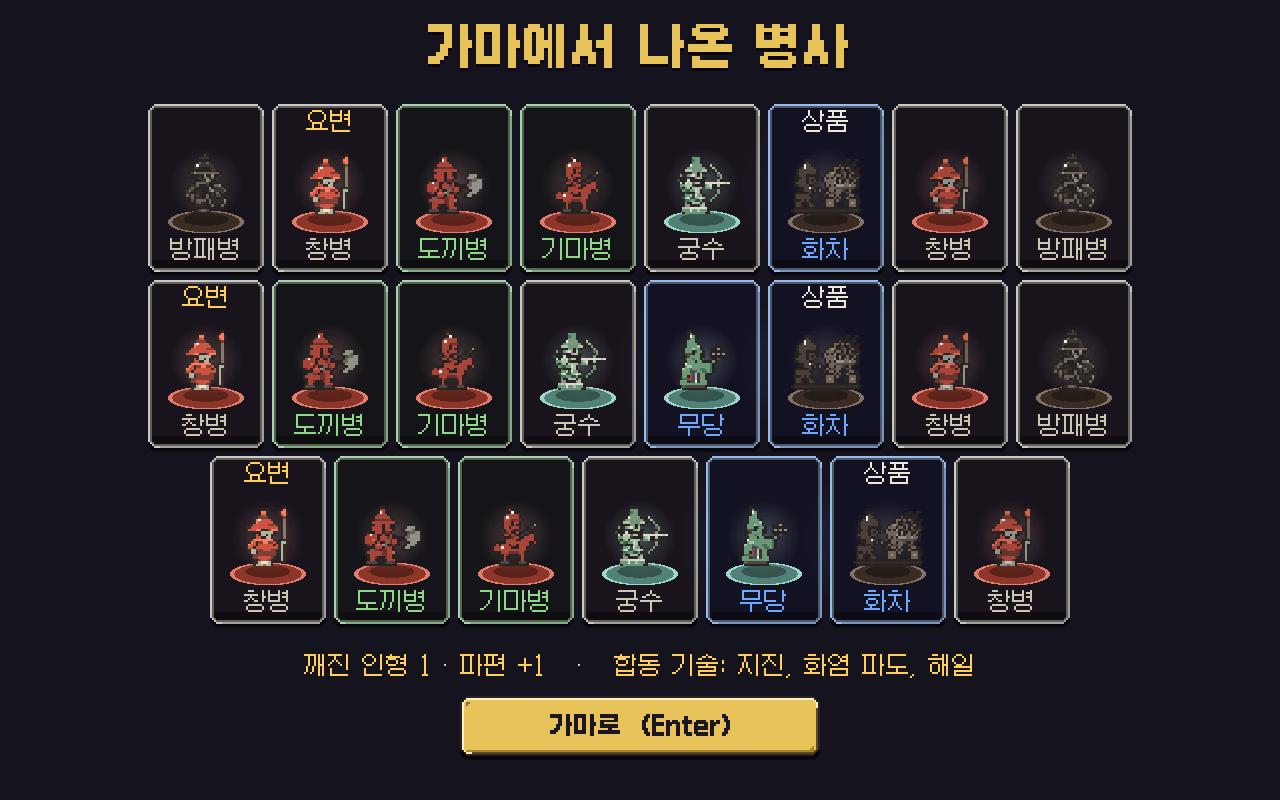 가마에서 나온 병사
요변 상품
방패병 창병 도끼병 기마병 궁수 화차 창병 방패병
요변 상품
창병 도끼병 기마병 궁수 무당 화차 창병 방패병
요변 상품
창병 도끼병 기마병 궁수 무당 화차 창병
깨진 인형 1 · 파편 +1 · 합동 기술: 지진, 화염 파도, 해일
가마로 (Enter)